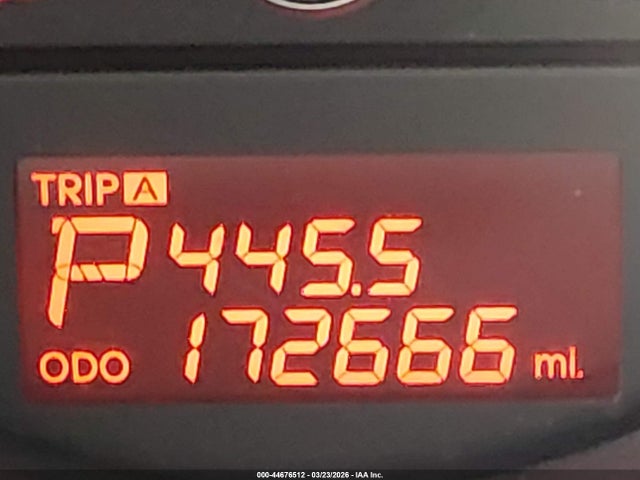 TRIP A
P 445.5
ODO 172666 mi.
000-44676512 - 03/23/2026 - IAA Inc.